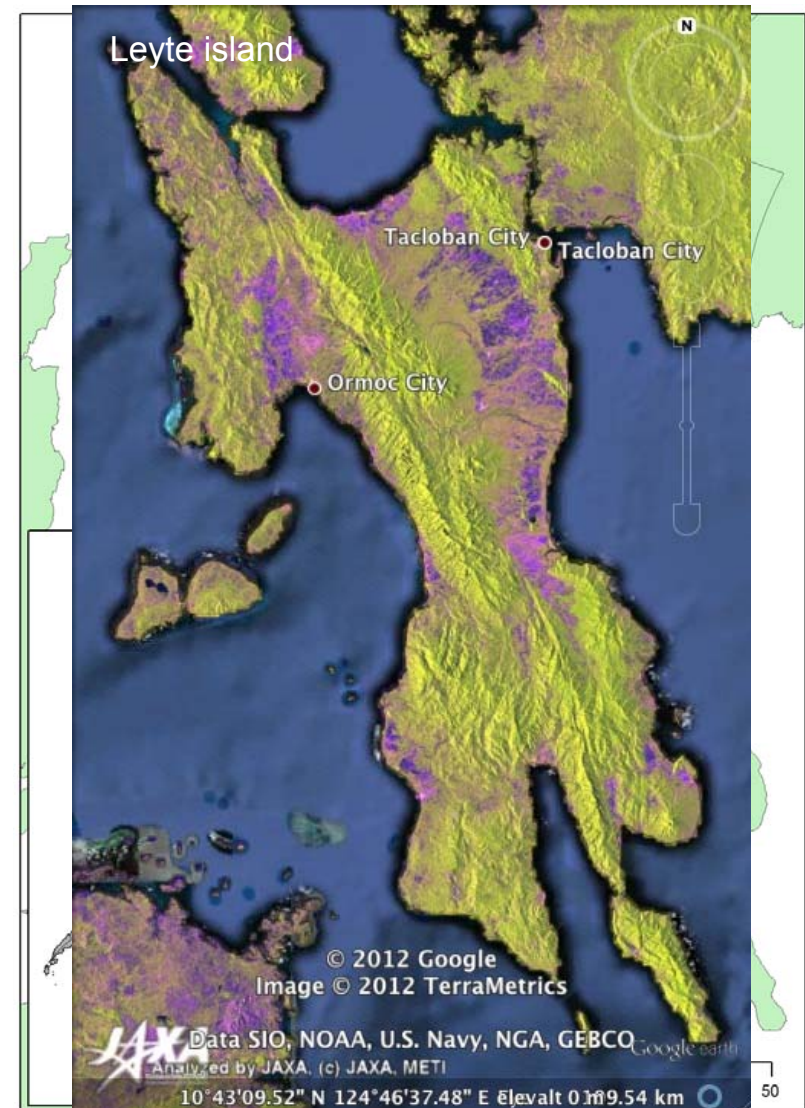 Leyte island
N
Tacloban City
Tacloban City
Ormoc City
© 2012 Google
Image © 2012 TerraMetrics
JAXA
Data SIO, NOAA, U.S. Navy, NGA, GEBCO
Google earth
Analyzed by JAXA, (c) JAXA, METI
10°43'09.52" N 124°46'37.48" E
50